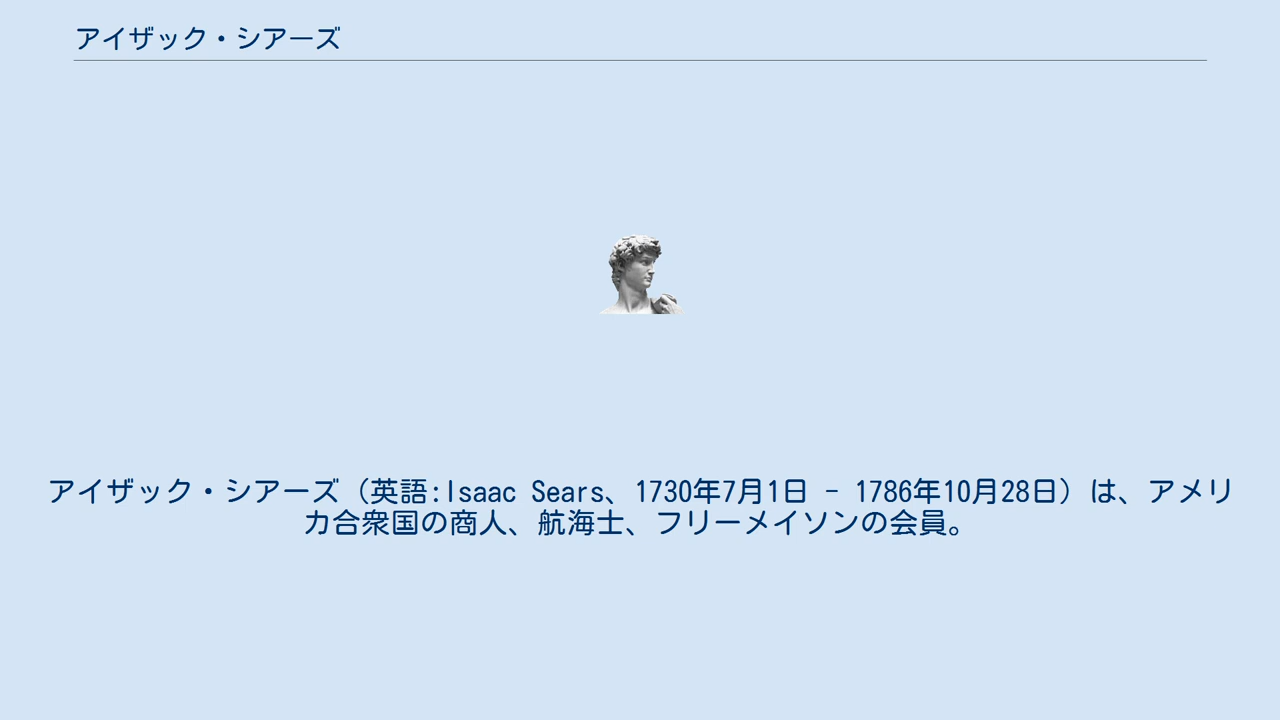 アイザック・シアーズ
アイザック・シアーズ（英語:Isaac Sears、1730年7月1日 - 1786年10月28日）は、アメリ
カ合衆国の商人、航海士、フリーメイソンの会員。